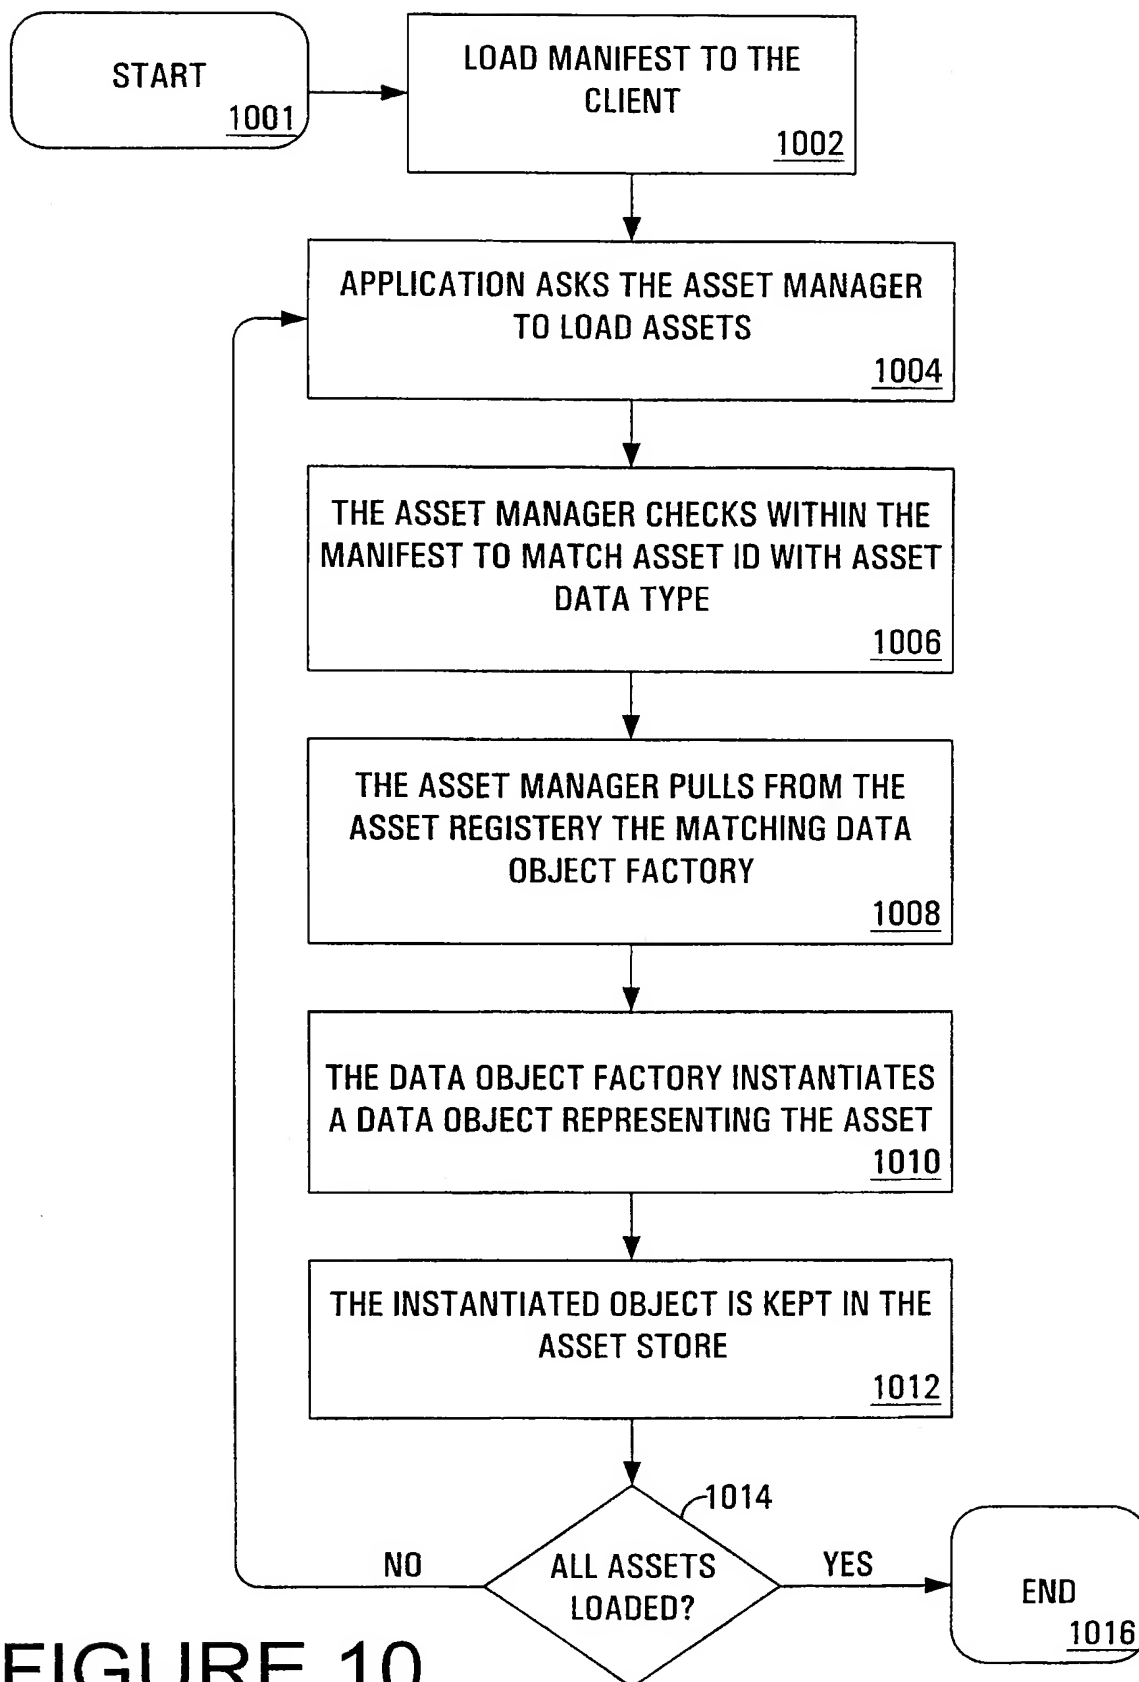 START
1001
LOAD MANIFEST TO THE
CLIENT
1002
APPLICATION ASKS THE ASSET MANAGER
TO LOAD ASSETS
1004
THE ASSET MANAGER CHECKS WITHIN THE
MANIFEST TO MATCH ASSET ID WITH ASSET
DATA TYPE
1006
THE ASSET MANAGER PULLS FROM THE
ASSET REGISTERY THE MATCHING DATA
OBJECT FACTORY
1008
THE DATA OBJECT FACTORY INSTANTIATES
A DATA OBJECT REPRESENTING THE ASSET
1010
THE INSTANTIATED OBJECT IS KEPT IN THE
ASSET STORE
1012
1014
NO
ALL ASSETS
LOADED?
YES
END
1016
FIGURE 10